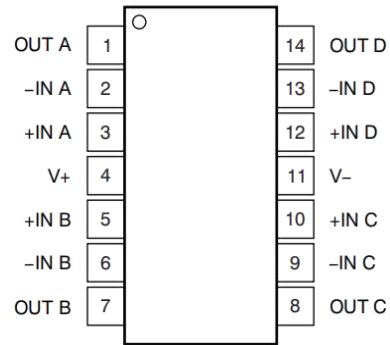 OUT A 1 14 OUT D
−IN A 2 13 −IN D
+IN A 3 12 +IN D
V+ 4 11 V−
+IN B 5 10 +IN C
−IN B 6 9 −IN C
OUT B 7 8 OUT C